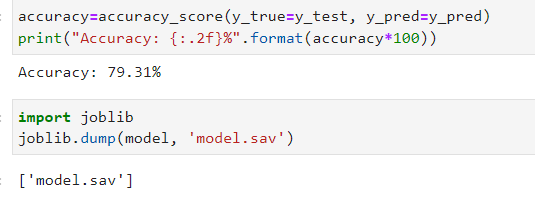 accuracy=accuracy_score(y_true=y_test, y_pred=y_pred)
print("Accuracy: {:.2f}%".format(accuracy*100))
Accuracy: 79.31%
: import joblib
joblib.dump(model, 'model.sav')
: ['model.sav']